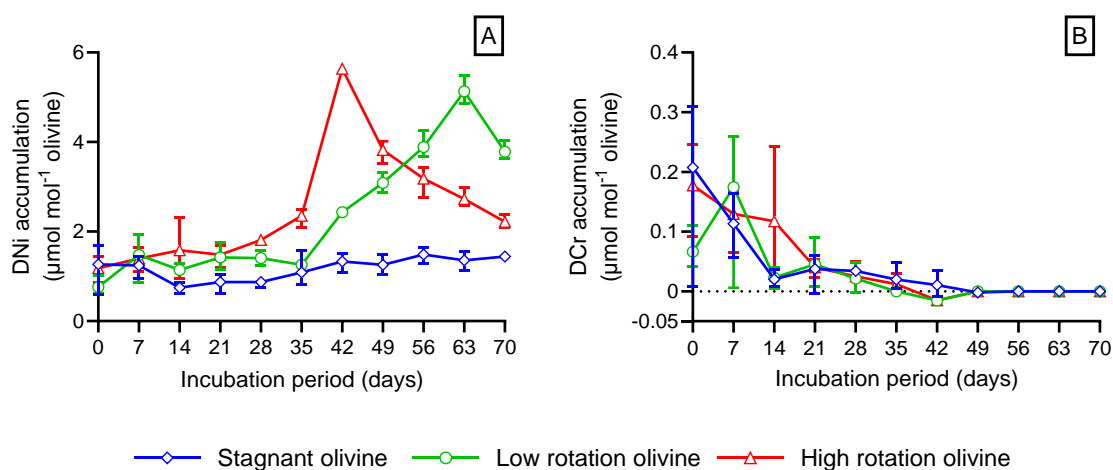 A
DNi accumulation
(µmol mol⁻¹ olivine)
6
4
2
0
0 7 14 21 28 35 42 49 56 63 70
Incubation period (days)
B
DCr accumulation
(µmol mol⁻¹ olivine)
0.4
0.3
0.2
0.1
0.0
-0.05
0 7 14 21 28 35 42 49 56 63 70
Incubation period (days)
Stagnant olivine Low rotation olivine High rotation olivine